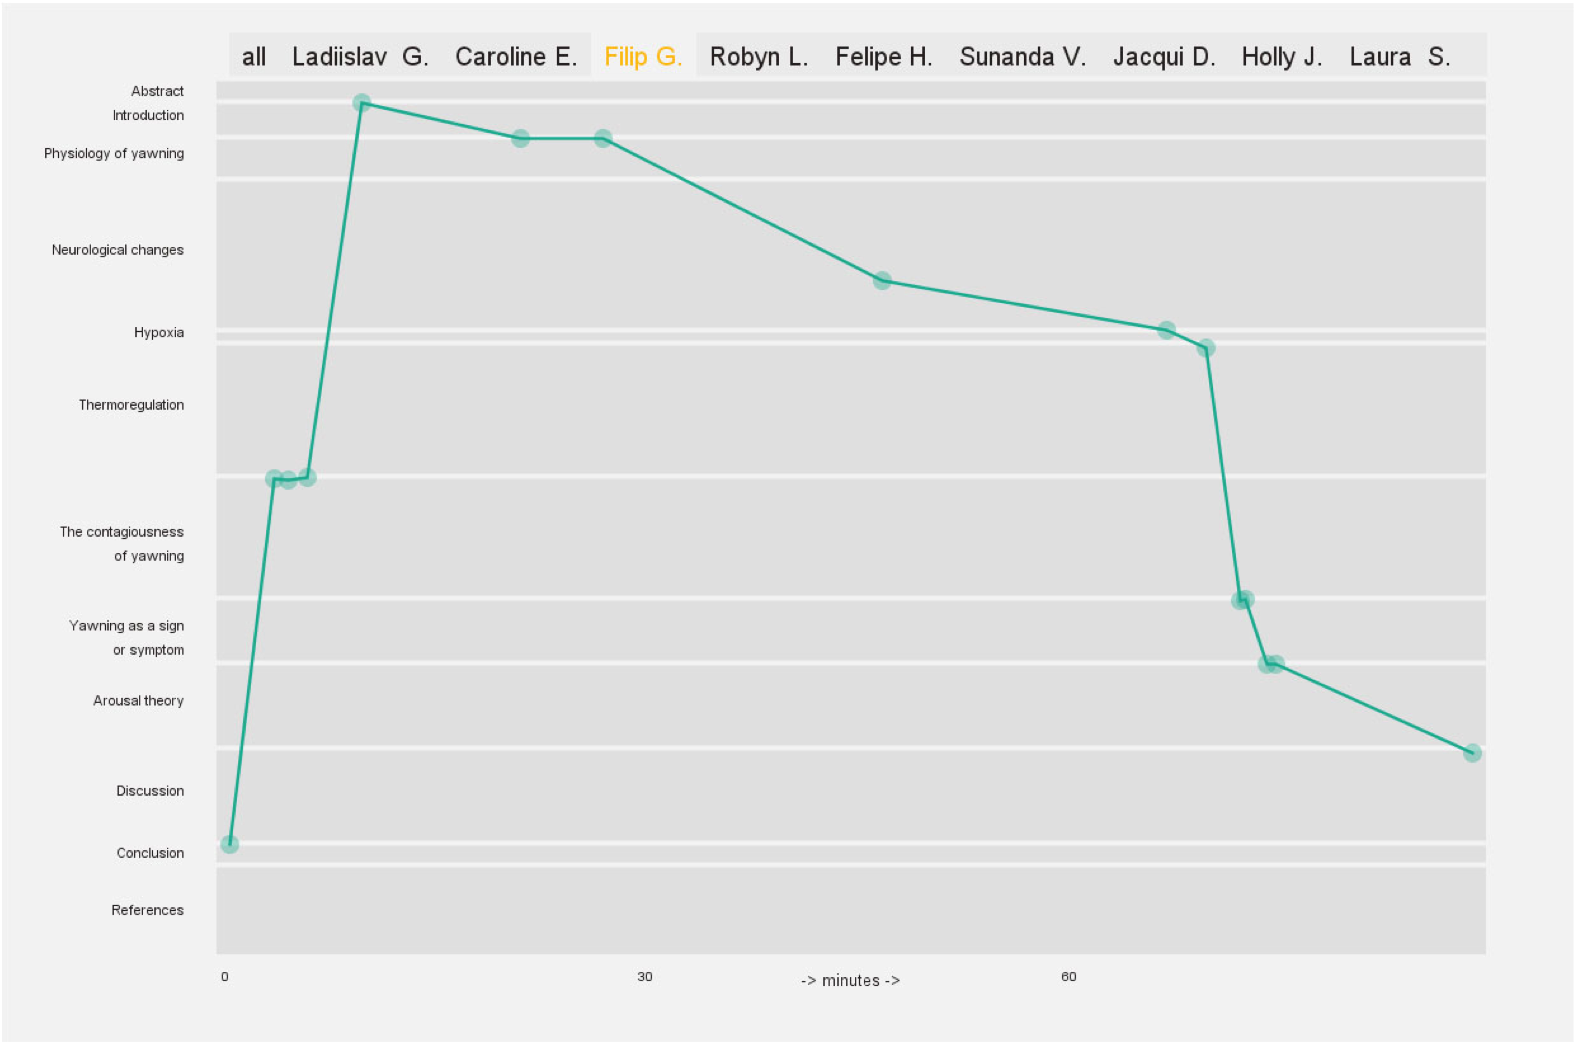 all Ladiislav G. Caroline E. Filip G. Robyn L. Felipe H. Sunanda V. Jacqui D. Holly J. Laura S.
Abstract
Introduction
Physiology of yawning
Neurological changes
Hypoxia
Thermoregulation
The contagiousness
of yawning
Yawning as a sign
or symptom
Arousal theory
Discussion
Conclusion
References
0 30 60
-> minutes ->